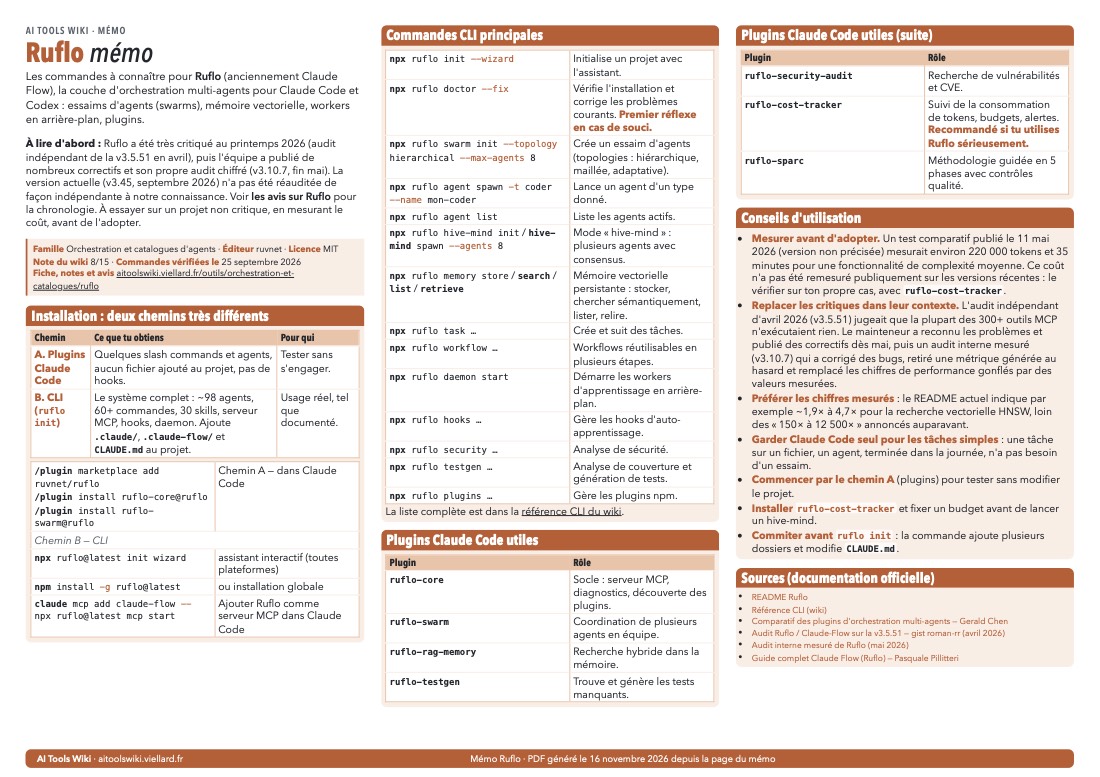 AI TOOLS WIKI · MÉMO
Ruflo mémo
Les commandes à connaître pour Ruflo (anciennement Claude
Flow), la couche d'orchestration multi-agents pour Claude Code et
Codex : essaims d'agents (swarms), mémoire vectorielle, workers
en arrière-plan, plugins.
À lire d'abord : Ruflo a été très critiqué au printemps 2026 (audit
indépendant de la v3.5.51 en avril), puis l'équipe a publié de
nombreux correctifs et son propre audit chiffré (v3.10.7, fin mai). La
version actuelle (v3.45, septembre 2026) n'a pas été réauditée de
façon indépendante à notre connaissance. Voir les avis sur Ruflo pour
la chronologie. À essayer sur un projet non critique, en mesurant le
coût, avant de l'adopter.
Famille Orchestration et catalogues d'agents · Éditeur ruvnet · Licence MIT
Note du wiki 8/15 · Commandes vérifiées le 25 septembre 2026
Fiche, notes et avis aitoolswiki.viellard.fr/outils/orchestration-et-
catalogues/ruflo
Installation : deux chemins très différents
Chemin Ce que tu obtiens Pour qui
A. Plugins Quelques slash commands et agents, Tester sans
Claude aucun fichier ajouté au projet, pas de s'engager.
Code hooks.
B. CLI Le système complet : ~98 agents, Usage réel, tel
(ruflo 60+ commandes, 30 skills, serveur que
init) MCP, hooks, daemon. Ajoute documenté.
.claude/, .claude-flow/ et
CLAUDE.md au projet.
/plugin marketplace add Chemin A — dans Claude
ruvnet/ruflo Code
/plugin install ruflo-core@ruflo
/plugin install ruflo-
swarm@ruflo
Chemin B — CLI
npx ruflo@latest init wizard assistant interactif (toutes
plateformes)
npm install -g ruflo@latest ou installation globale
claude mcp add claude-flow -- Ajouter Ruflo comme
npx ruflo@latest mcp start serveur MCP dans Claude
Code
Commandes CLI principales
npx ruflo init --wizard Initialise un projet avec
l'assistant.
npx ruflo doctor --fix Vérifie l'installation et
corrige les problèmes
courants. Premier réflexe
en cas de souci.
npx ruflo swarm init --topology Crée un essaim d'agents
hierarchical --max-agents 8 (topologies : hiérarchique,
maillée, adaptative).
npx ruflo agent spawn -t coder Lance un agent d'un type
--name mon-coder donné.
npx ruflo agent list Liste les agents actifs.
npx ruflo hive-mind init / hive- Mode « hive-mind » :
mind spawn --agents 8 plusieurs agents avec
consensus.
npx ruflo memory store / search / Mémoire vectorielle
list / retrieve persistante : stocker,
chercher sémantiquement,
lister, relire.
npx ruflo task … Crée et suit des tâches.
npx ruflo workflow … Workflows réutilisables en
plusieurs étapes.
npx ruflo daemon start Démarre les workers
d'apprentissage en arrière-
plan.
npx ruflo hooks … Gère les hooks d'auto-
apprentissage.
npx ruflo security … Analyse de sécurité.
npx ruflo testgen … Analyse de couverture et
génération de tests.
npx ruflo plugins … Gère les plugins npm.
La liste complète est dans la référence CLI du wiki.
Plugins Claude Code utiles
Plugin Rôle
ruflo-core Socle : serveur MCP,
diagnostics, découverte des
plugins.
ruflo-swarm Coordination de plusieurs
agents en équipe.
ruflo-rag-memory Recherche hybride dans la
mémoire.
ruflo-testgen Trouve et génère les tests
manquants.
Plugins Claude Code utiles (suite)
Plugin Rôle
ruflo-security-audit Recherche de vulnérabilités
et CVE.
ruflo-cost-tracker Suivi de la consommation
de tokens, budgets, alertes.
Recommandé si tu utilises
Ruflo sérieusement.
ruflo-sparc Méthodologie guidée en 5
phases avec contrôles
qualité.
Conseils d'utilisation
• Mesurer avant d'adopter. Un test comparatif publié le 11 mai
2026 (version non précisée) mesurait environ 220 000 tokens et 35
minutes pour une fonctionnalité de complexité moyenne. Ce coût
n'a pas été remesuré publiquement sur les versions récentes : le
vérifier sur ton propre cas, avec ruflo-cost-tracker.
• Replacer les critiques dans leur contexte. L'audit indépendant
d'avril 2026 (v3.5.51) jugeait que la plupart des 300+ outils MCP
n'exécutaient rien. Le mainteneur a reconnu les problèmes et
publié des correctifs dès mai, puis un audit interne mesuré
(v3.10.7) qui a corrigé des bugs, retiré une métrique générée au
hasard et remplacé les chiffres de performance gonflés par des
valeurs mesurées.
• Préférer les chiffres mesurés : le README actuel indique par
exemple ~1,9× à 4,7× pour la recherche vectorielle HNSW, loin
des « 150× à 12 500× » annoncés auparavant.
• Garder Claude Code seul pour les tâches simples : une tâche
sur un fichier, un agent, terminée dans la journée, n'a pas besoin
d'un essaim.
• Commencer par le chemin A (plugins) pour tester sans modifier
le projet.
• Installer ruflo-cost-tracker et fixer un budget avant de lancer
un hive-mind.
• Commiter avant ruflo init : la commande ajoute plusieurs
dossiers et modifie CLAUDE.md.
Sources (documentation officielle)
• README Ruflo
• Référence CLI (wiki)
• Comparatif des plugins d'orchestration multi-agents — Gerald Chen
• Audit Ruflo / Claude-Flow sur la v3.5.51 — gist roman-rr (avril 2026)
• Audit interne mesuré de Ruflo (mai 2026)
• Guide complet Claude Flow (Ruflo) — Pasquale Pillitteri
AI Tools Wiki · aitoolswiki.viellard.fr Mémo Ruflo · PDF généré le 16 novembre 2026 depuis la page du mémo